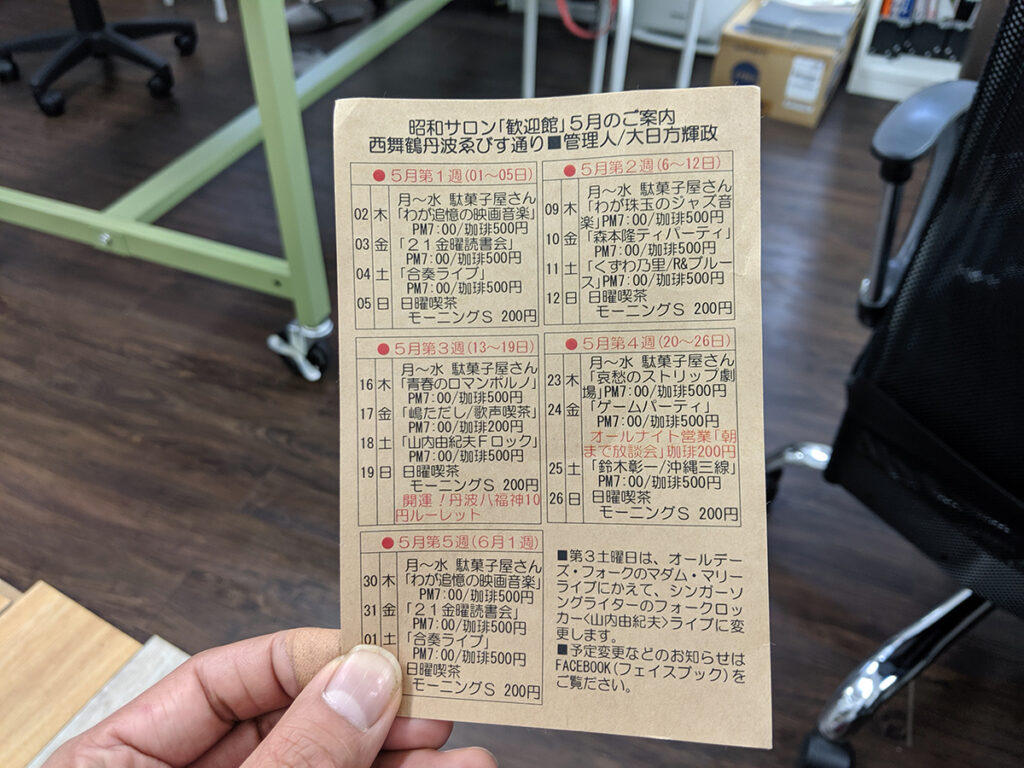 昭和サロン「歓迎館」５月のご案内
西舞鶴丹波ゑびす通り■管理人/大日方輝政
●５月第１週(01〜05日)
月〜水 駄菓子屋さん
02 木 「わが追憶の映画音楽」
PM7:00/珈琲500円
03 金 「２１金曜読書会」
PM7:00/珈琲500円
04 土 「合奏ライブ」
PM7:00/珈琲500円
05 日 日曜喫茶
モーニングＳ 200円
●５月第２週(6〜12日)
月〜水 駄菓子屋さん
09 木 「わが珠玉のジャズ音
楽」PM7:00/珈琲500円
10 金 「森本隆ティパーティ」
PM7:00/珈琲500円
11 土 「くずわ乃里/R&ブルー
ス」PM7:00/珈琲500円
12 日 日曜喫茶
モーニングＳ 200円
●５月第３週(13〜19日)
月〜水 駄菓子屋さん
16 木 「青春のロマンポルノ」
PM7:00/珈琲500円
17 金 「嶋ただし/歌声喫茶」
PM7:00/珈琲200円
18 土 「山内由紀夫Ｆロック」
PM7:00/珈琲500円
19 日 日曜喫茶
モーニングＳ 200円
開運！丹波八福神10
円ルーレット
●５月第４週(20〜26日)
月〜水 駄菓子屋さん
23 木 「哀愁のストリップ劇
場」PM7:00/珈琲500円
24 金 「ゲームパーティ」
PM7:00/珈琲500円
オールナイト営業「朝
まで放談会」珈琲200円
25 土 「鈴木彰一/沖縄三線」
PM7:00/珈琲500円
26 日 日曜喫茶
モーニングＳ 200円
●５月第５週(６月１週)
月〜水 駄菓子屋さん
30 木 「わが追憶の映画音楽」
PM7:00/珈琲500円
31 金 「２１金曜読書会」
PM7:00/珈琲500円
01 土 「合奏ライブ」
PM7:00/珈琲500円
日曜喫茶
モーニングＳ 200円
■第３土曜日は、オールデー
ズ・フォークのマダム・マリー
ライブにかえて、シンガーソ
ングライターのフォークロッ
カー<山内由紀夫>ライブに変
更します。
■予定変更などのお知らせは
FACEBOOK(フェイスブック)を
ご覧ください。